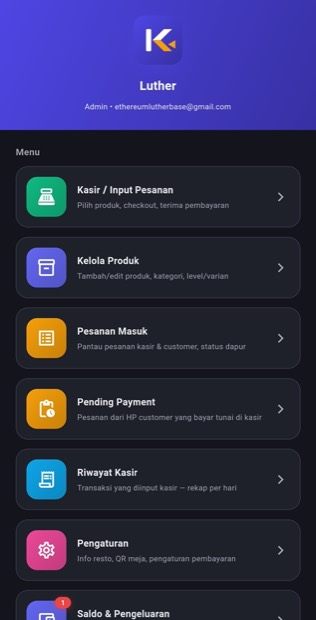 Luther
Admin • ethereumlutherbase@gmail.com
Menu
Kasir / Input Pesanan
Pilih produk, checkout, terima pembayaran
Kelola Produk
Tambah/edit produk, kategori, level/varian
Pesanan Masuk
Pantau pesanan kasir & customer, status dapur
Pending Payment
Pesanan dari HP customer yang bayar tunai di kasir
Riwayat Kasir
Transaksi yang diinput kasir — rekap per hari
Pengaturan
Info resto, QR meja, pengaturan pembayaran
1
Saldo & Pengeluaran